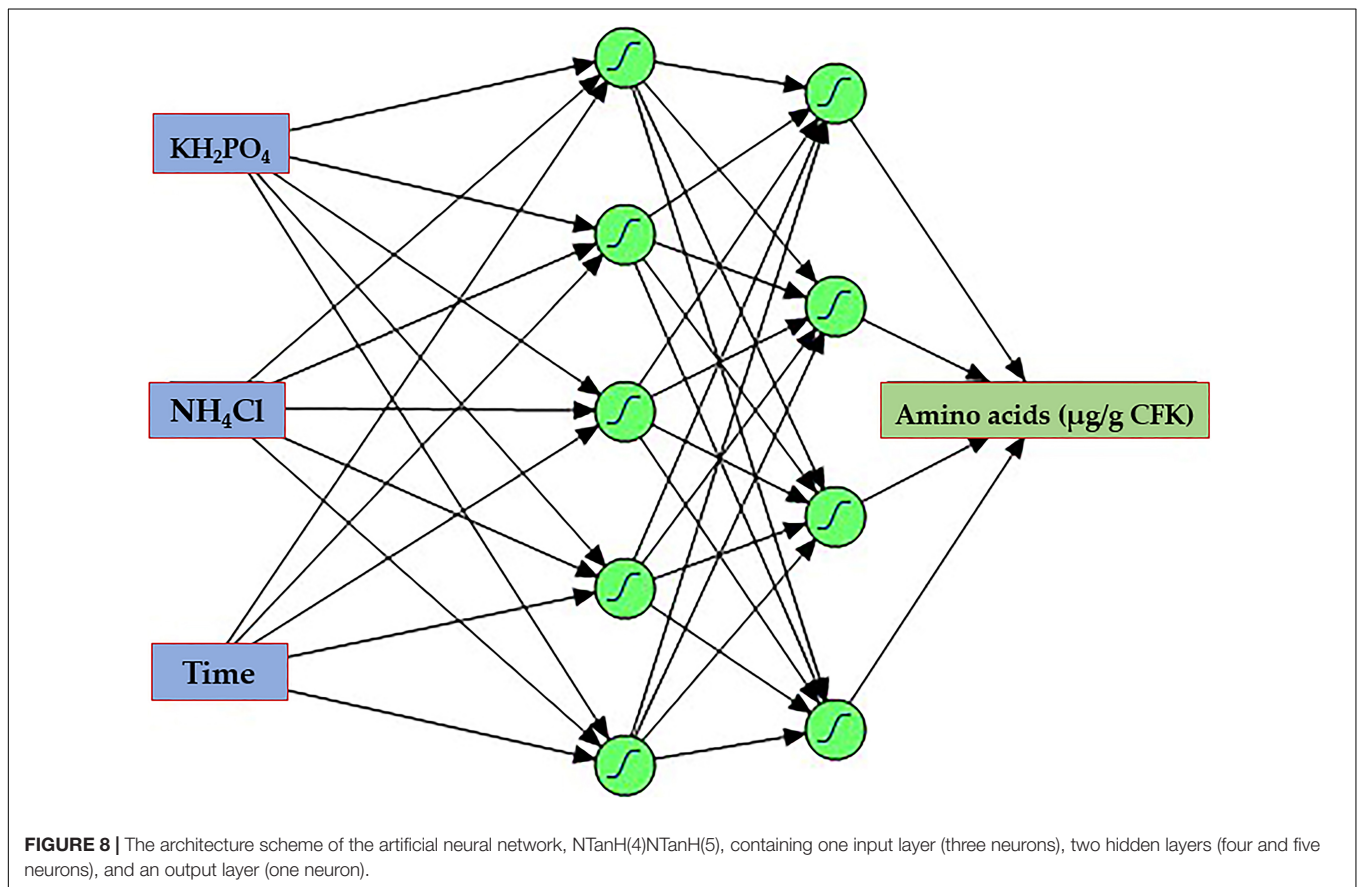 KH₂PO₄
NH₄Cl
Time
Amino acids (µg/g CFK)
FIGURE 8 | The architecture scheme of the artificial neural network, NTanH(4)NTanH(5), containing one input layer (three neurons), two hidden layers (four and five
neurons), and an output layer (one neuron).